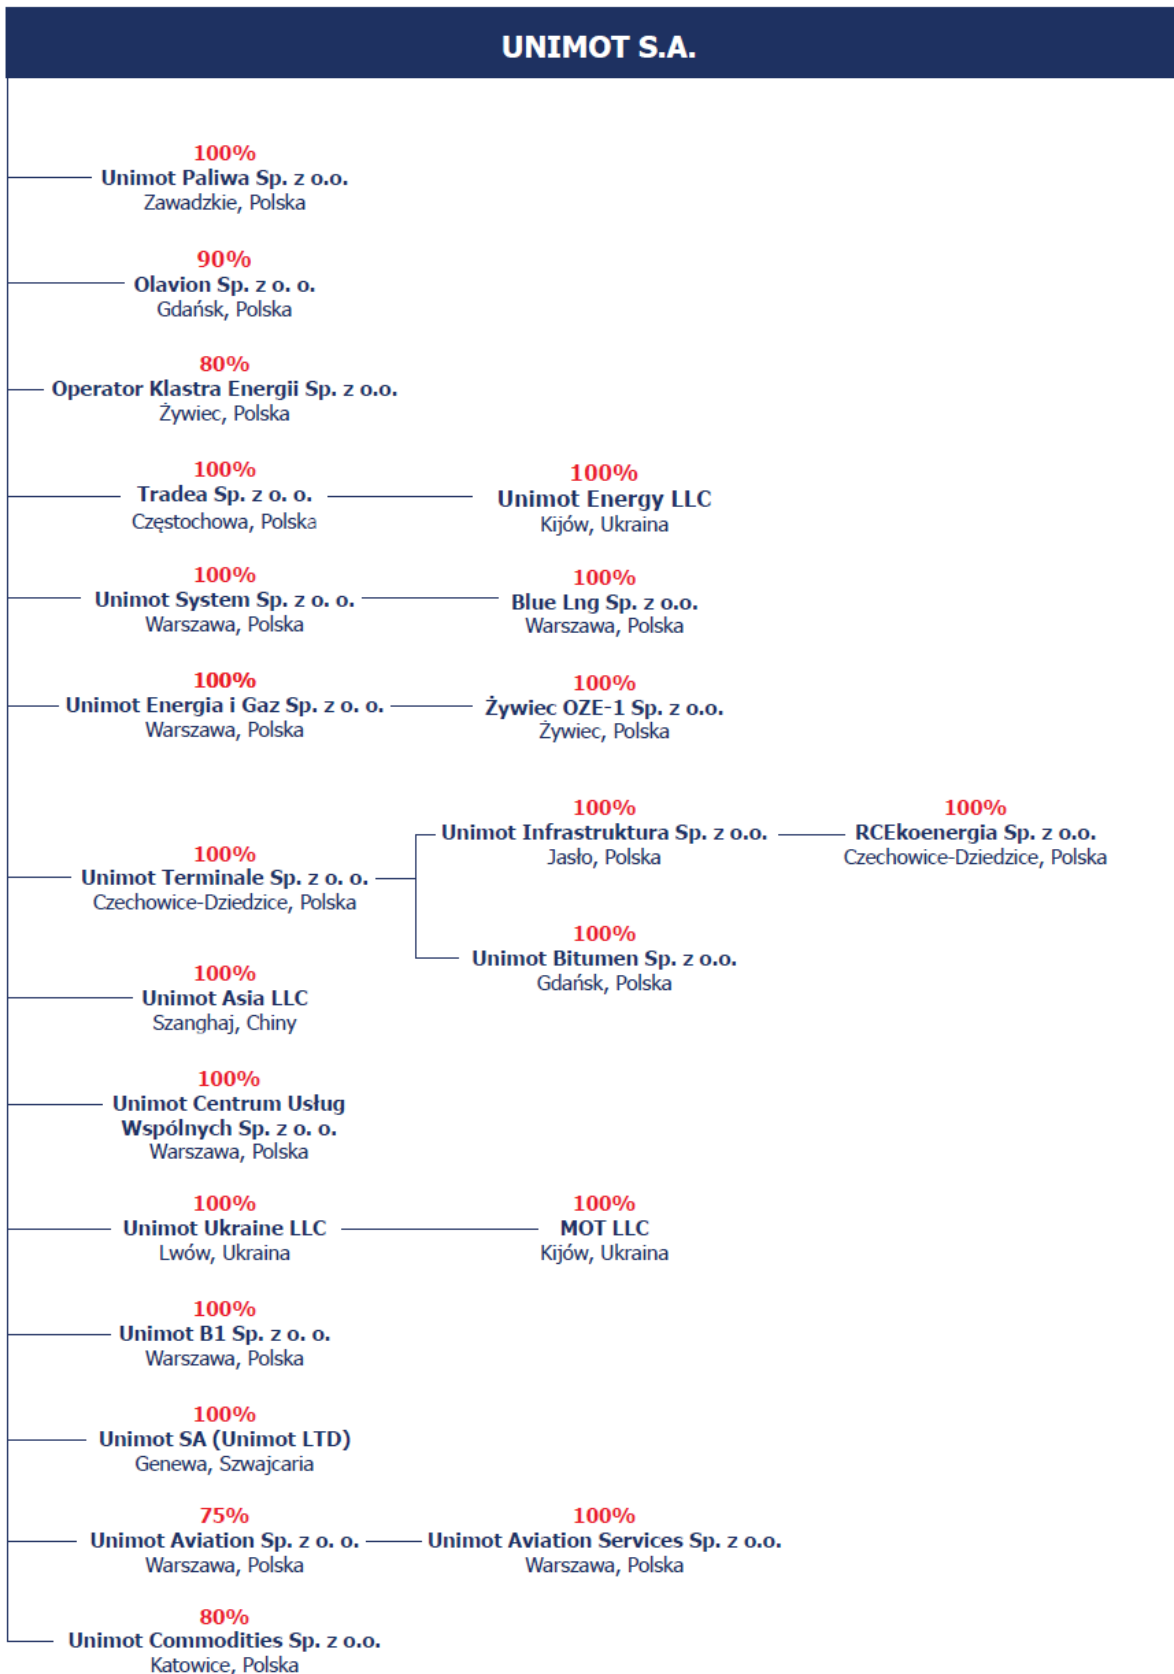 UNIMOT S.A.
100%
Unimot Paliwa Sp. z o.o.
Zawadzkie, Polska
90%
Olavion Sp. z o. o.
Gdańsk, Polska
80%
Operator Klastra Energii Sp. z o.o.
Żywiec, Polska
100%
Tradea Sp. z o. o.
Częstochowa, Polska
100%
Unimot Energy LLC
Kijów, Ukraina
100%
Unimot System Sp. z o. o.
Warszawa, Polska
100%
Blue Lng Sp. z o.o.
Warszawa, Polska
100%
Unimot Energia i Gaz Sp. z o. o.
Warszawa, Polska
100%
Żywiec OZE-1 Sp. z o.o.
Żywiec, Polska
100%
Unimot Terminale Sp. z o. o.
Czechowice-Dziedzice, Polska
100%
Unimot Infrastruktura Sp. z o.o.
Jasło, Polska
100%
RCEkoenergia Sp. z o.o.
Czechowice-Dziedzice, Polska
100%
Unimot Bitumen Sp. z o.o.
Gdańsk, Polska
100%
Unimot Asia LLC
Szanghaj, Chiny
100%
Unimot Centrum Usług
Wspólnych Sp. z o. o.
Warszawa, Polska
100%
Unimot Ukraine LLC
Lwów, Ukraina
100%
MOT LLC
Kijów, Ukraina
100%
Unimot B1 Sp. z o. o.
Warszawa, Polska
100%
Unimot SA (Unimot LTD)
Genewa, Szwajcaria
75%
Unimot Aviation Sp. z o. o.
Warszawa, Polska
100%
Unimot Aviation Services Sp. z o.o.
Warszawa, Polska
80%
Unimot Commodities Sp. z o.o.
Katowice, Polska